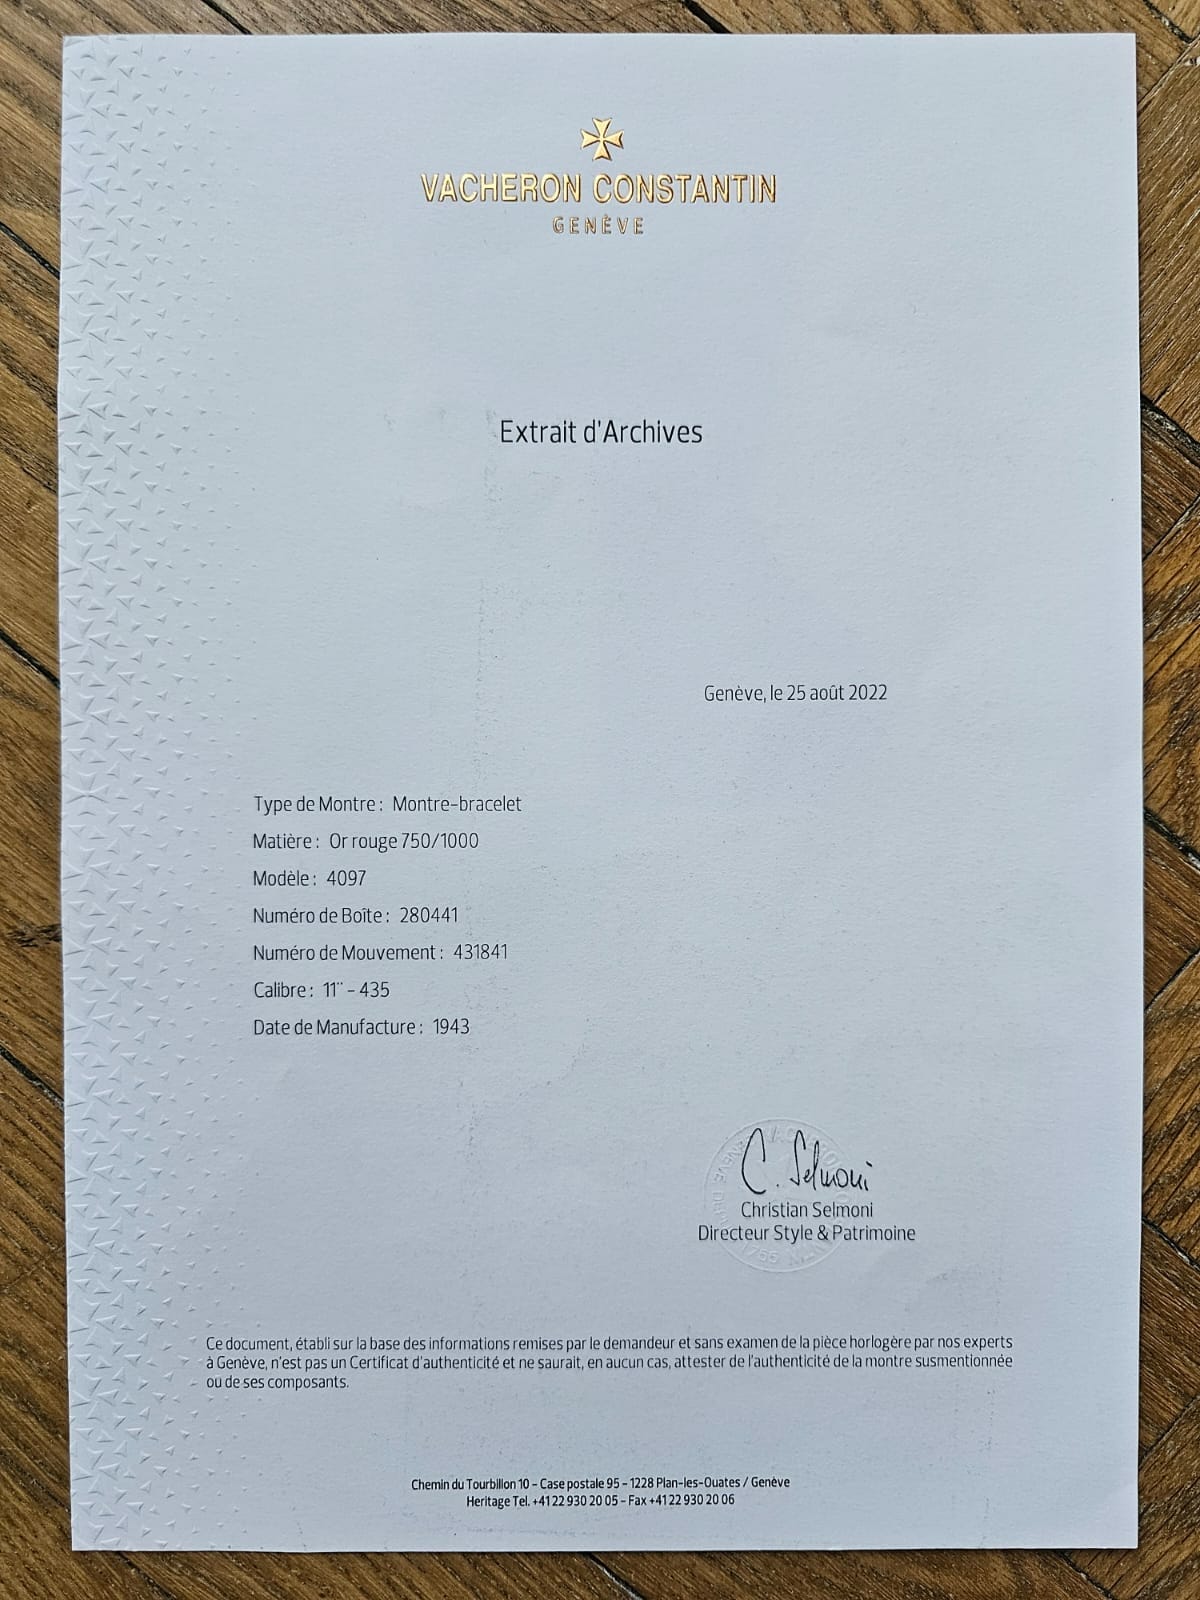 VACHERON CONSTANTIN
GENÈVE
Extrait d'Archives
Genève, le 25 août 2022
Type de Montre : Montre-bracelet
Matière : Or rouge 750/1000
Modèle : 4097
Numéro de Boîte : 280441
Numéro de Mouvement : 431841
Calibre : 11¨ - 435
Date de Manufacture : 1943
C. Selmoni
Christian Selmoni
Directeur Style & Patrimoine
1755
Ce document, établi sur la base des informations remises par le demandeur et sans examen de la pièce horlogère par nos experts
à Genève, n'est pas un Certificat d'authenticité et ne saurait, en aucun cas, attester de l'authenticité de la montre susmentionnée
ou de ses composants.
Chemin du Tourbillon 10 - Case postale 95 - 1228 Plan-les-Ouates / Genève
Heritage Tel. +41 22 930 20 05 - Fax +41 22 930 20 06